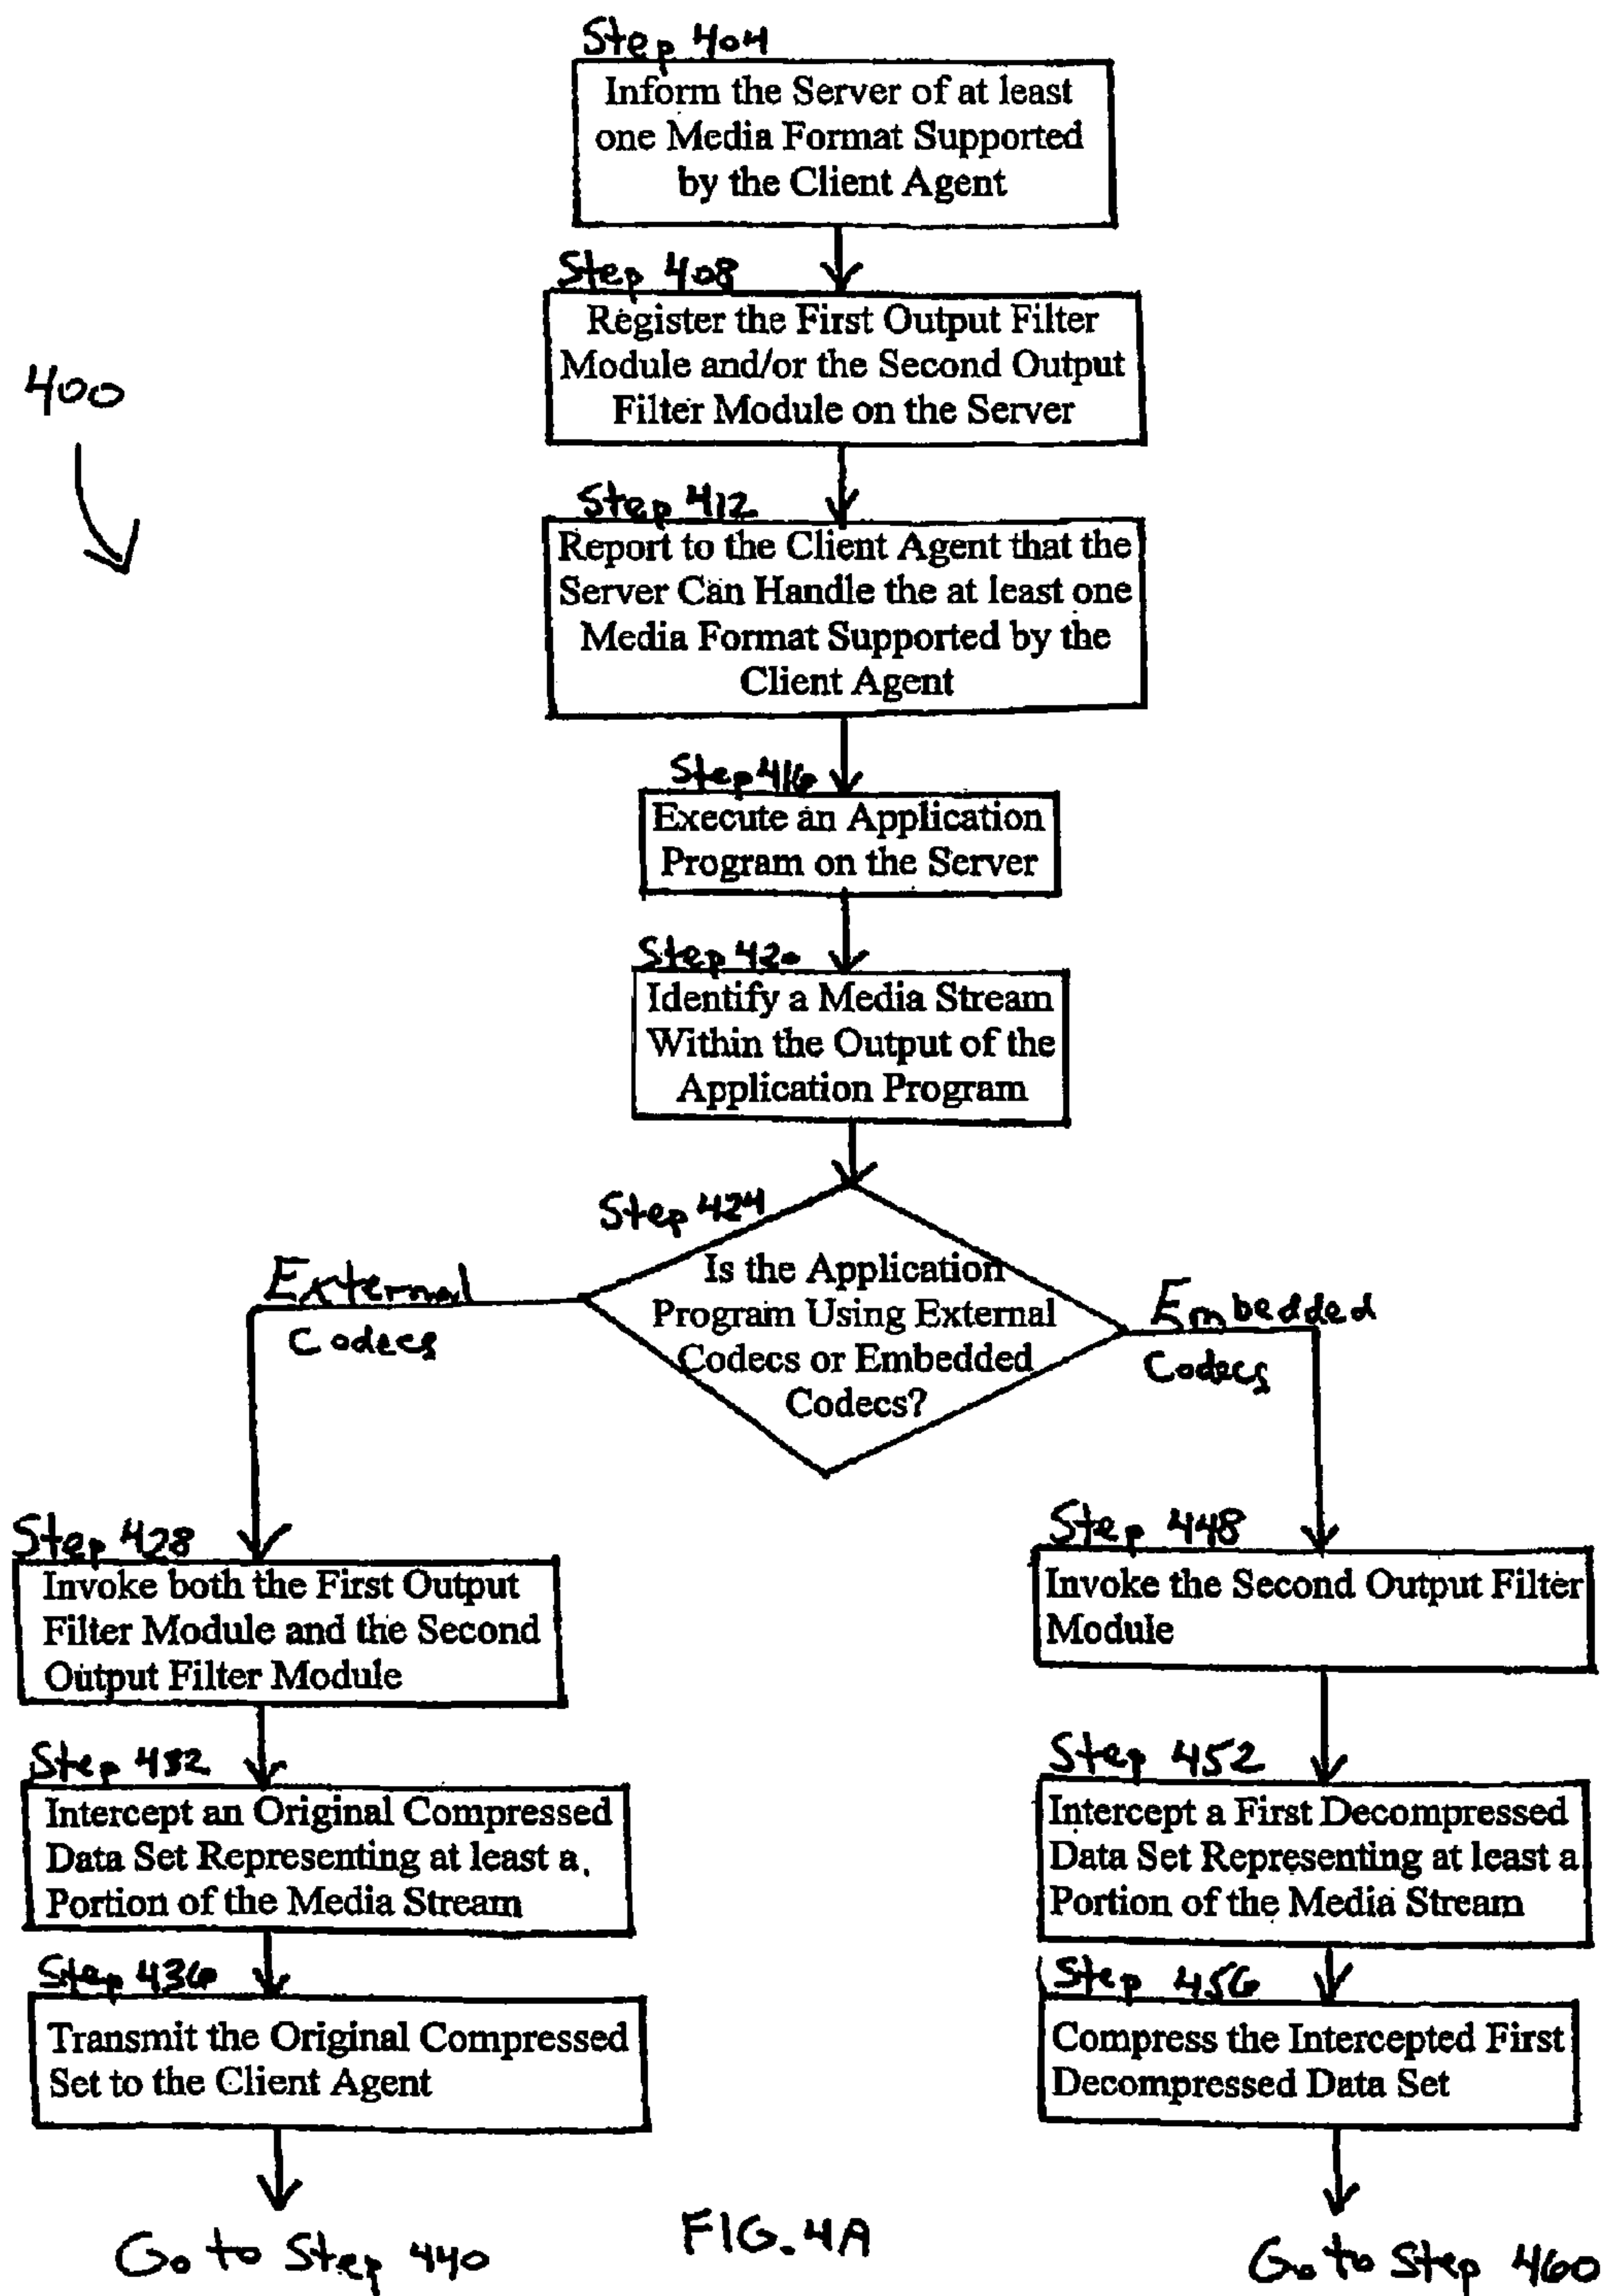 Step 404
Inform the Server of at least
one Media Format Supported
by the Client Agent
Step 408
Register the First Output Filter
Module and/or the Second Output
Filter Module on the Server
400
Step 412
Report to the Client Agent that the
Server Can Handle the at least one
Media Format Supported by the
Client Agent
Step 416
Execute an Application
Program on the Server
Step 420
Identify a Media Stream
Within the Output of the
Application Program
Step 424
Is the Application
Program Using External
Codecs or Embedded
Codecs?
External
Codecs
Embedded
Codecs
Step 428
Invoke both the First Output
Filter Module and the Second
Output Filter Module
Step 432
Intercept an Original Compressed
Data Set Representing at least a
Portion of the Media Stream
Step 436
Transmit the Original Compressed
Set to the Client Agent
Go to Step 440
Step 448
Invoke the Second Output Filter
Module
Step 452
Intercept a First Decompressed
Data Set Representing at least a
Portion of the Media Stream
Step 456
Compress the Intercepted First
Decompressed Data Set
Go to Step 460
FIG. 4A